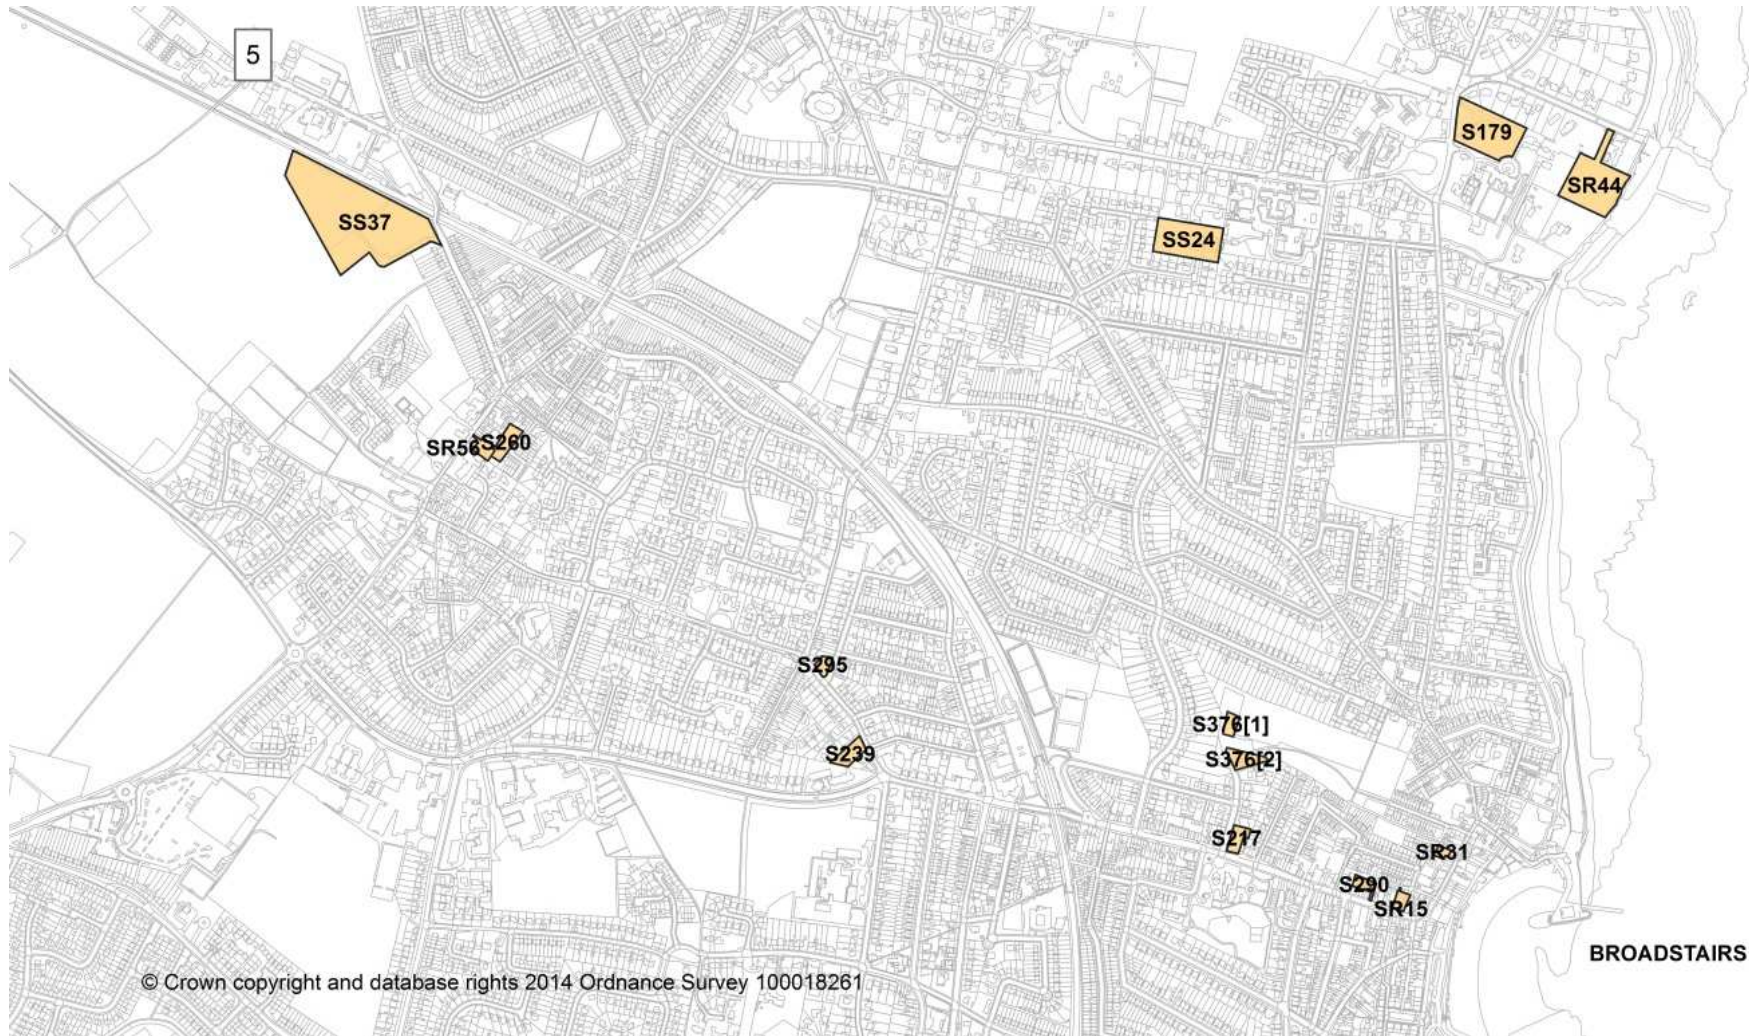 5
S179
SR44
SS37
SS24
SR56
S260
S295
S376[1]
S239
S376[2]
S217
SR31
S290
SR15
BROADSTAIRS
© Crown copyright and database rights 2014 Ordnance Survey 100018261